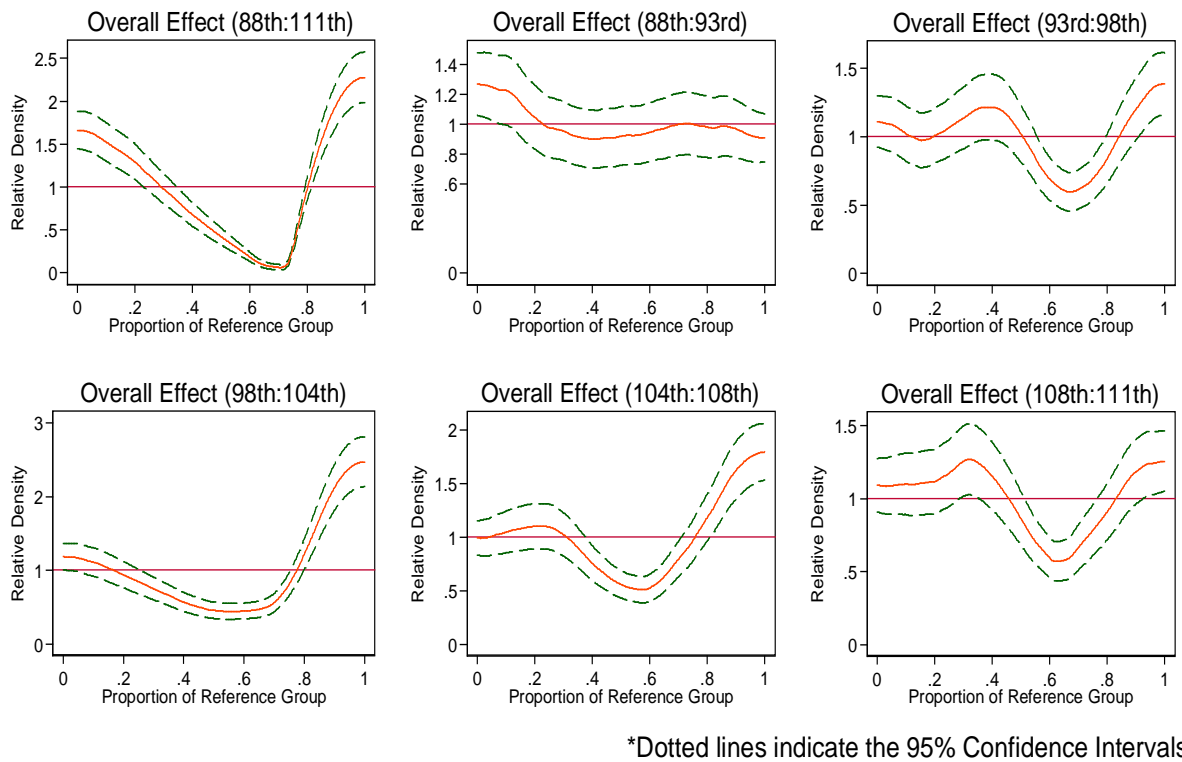 Overall Effect (88th:111th)
Relative Density
2.5
2
1.5
1
.5
0
0 .2 .4 .6 .8 1
Proportion of Reference Group
Overall Effect (88th:93rd)
Relative Density
1.4
1.2
1
.8
.6
0
0 .2 .4 .6 .8 1
Proportion of Reference Group
Overall Effect (93rd:98th)
Relative Density
1.5
1
.5
0
0 .2 .4 .6 .8 1
Proportion of Reference Group
Overall Effect (98th:104th)
Relative Density
3
2
1
0
0 .2 .4 .6 .8 1
Proportion of Reference Group
Overall Effect (104th:108th)
Relative Density
2
1.5
1
.5
0
0 .2 .4 .6 .8 1
Proportion of Reference Group
Overall Effect (108th:111th)
Relative Density
1.5
1
.5
0
0 .2 .4 .6 .8 1
Proportion of Reference Group
*Dotted lines indicate the 95% Confidence Intervals